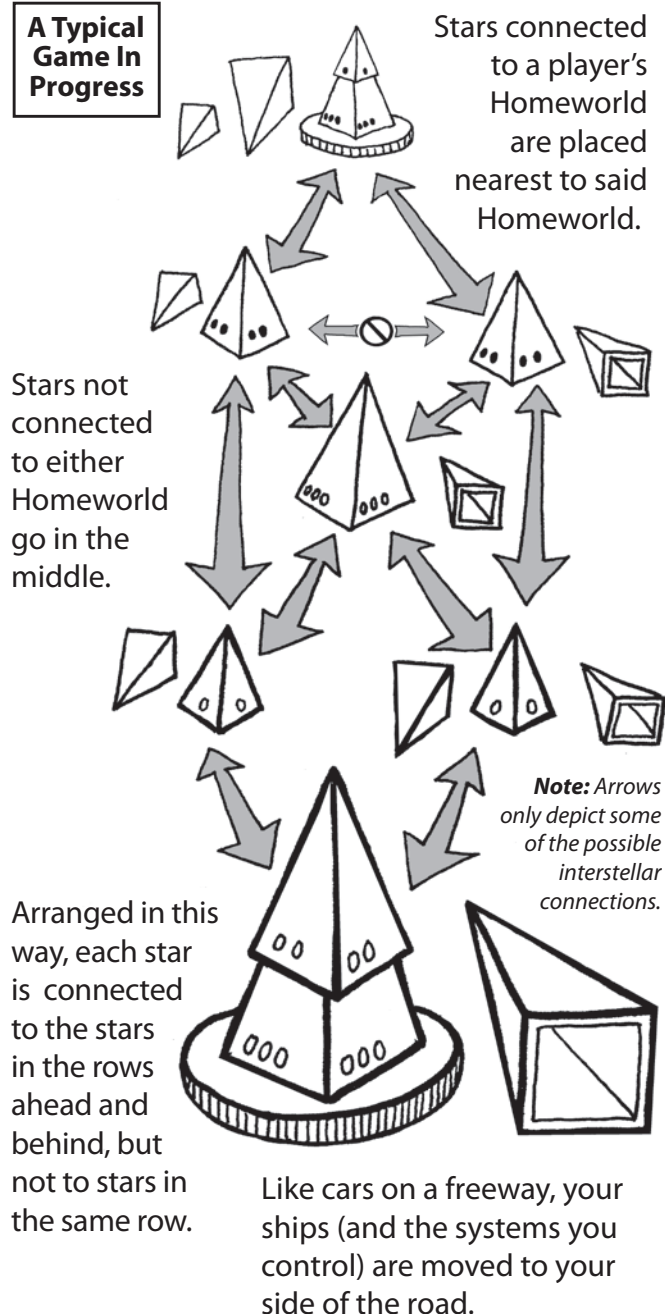 A Typical
Game In
Progress
Stars connected
to a player's
Homeworld
are placed
nearest to said
Homeworld.
Stars not
connected
to either
Homeworld
go in the
middle.
Note: Arrows
only depict some
of the possible
interstellar
connections.
Arranged in this
way, each star
is connected
to the stars
in the rows
ahead and
behind, but
not to stars in
the same row.
Like cars on a freeway, your
ships (and the systems you
control) are moved to your
side of the road.